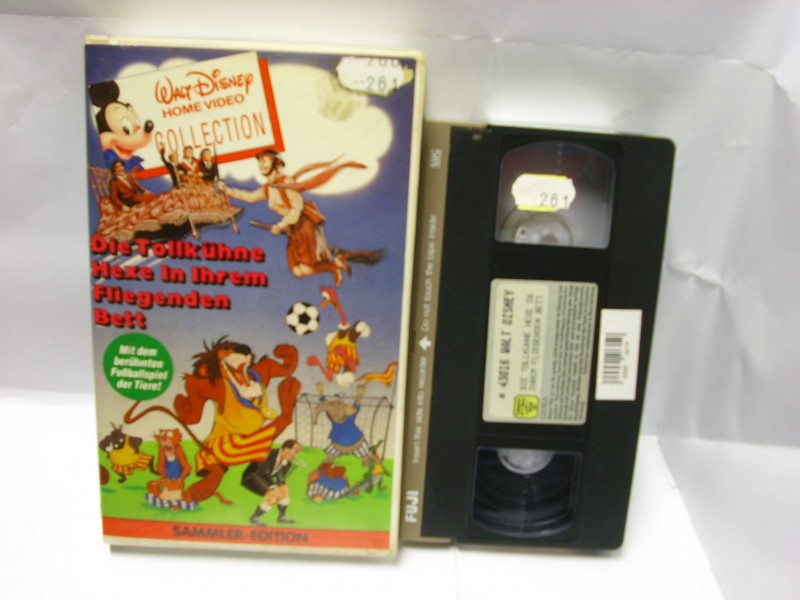 WALT DISNEY
HOME VIDEO
COLLECTION
261
Die Tollkühne
Hexe In Ihrem
Fliegenden
Bett
Mit dem
berühmten
Fußballspiel
der Tiere!
SAMMLER-EDITION
VHS
Do not touch the tape inside
Insert this side into recorder
FUJI
261
* 43016 WALT DISNEY
DIE TOLLKUHNE HEXE IN
IHREM FLIEGENDEN BETT